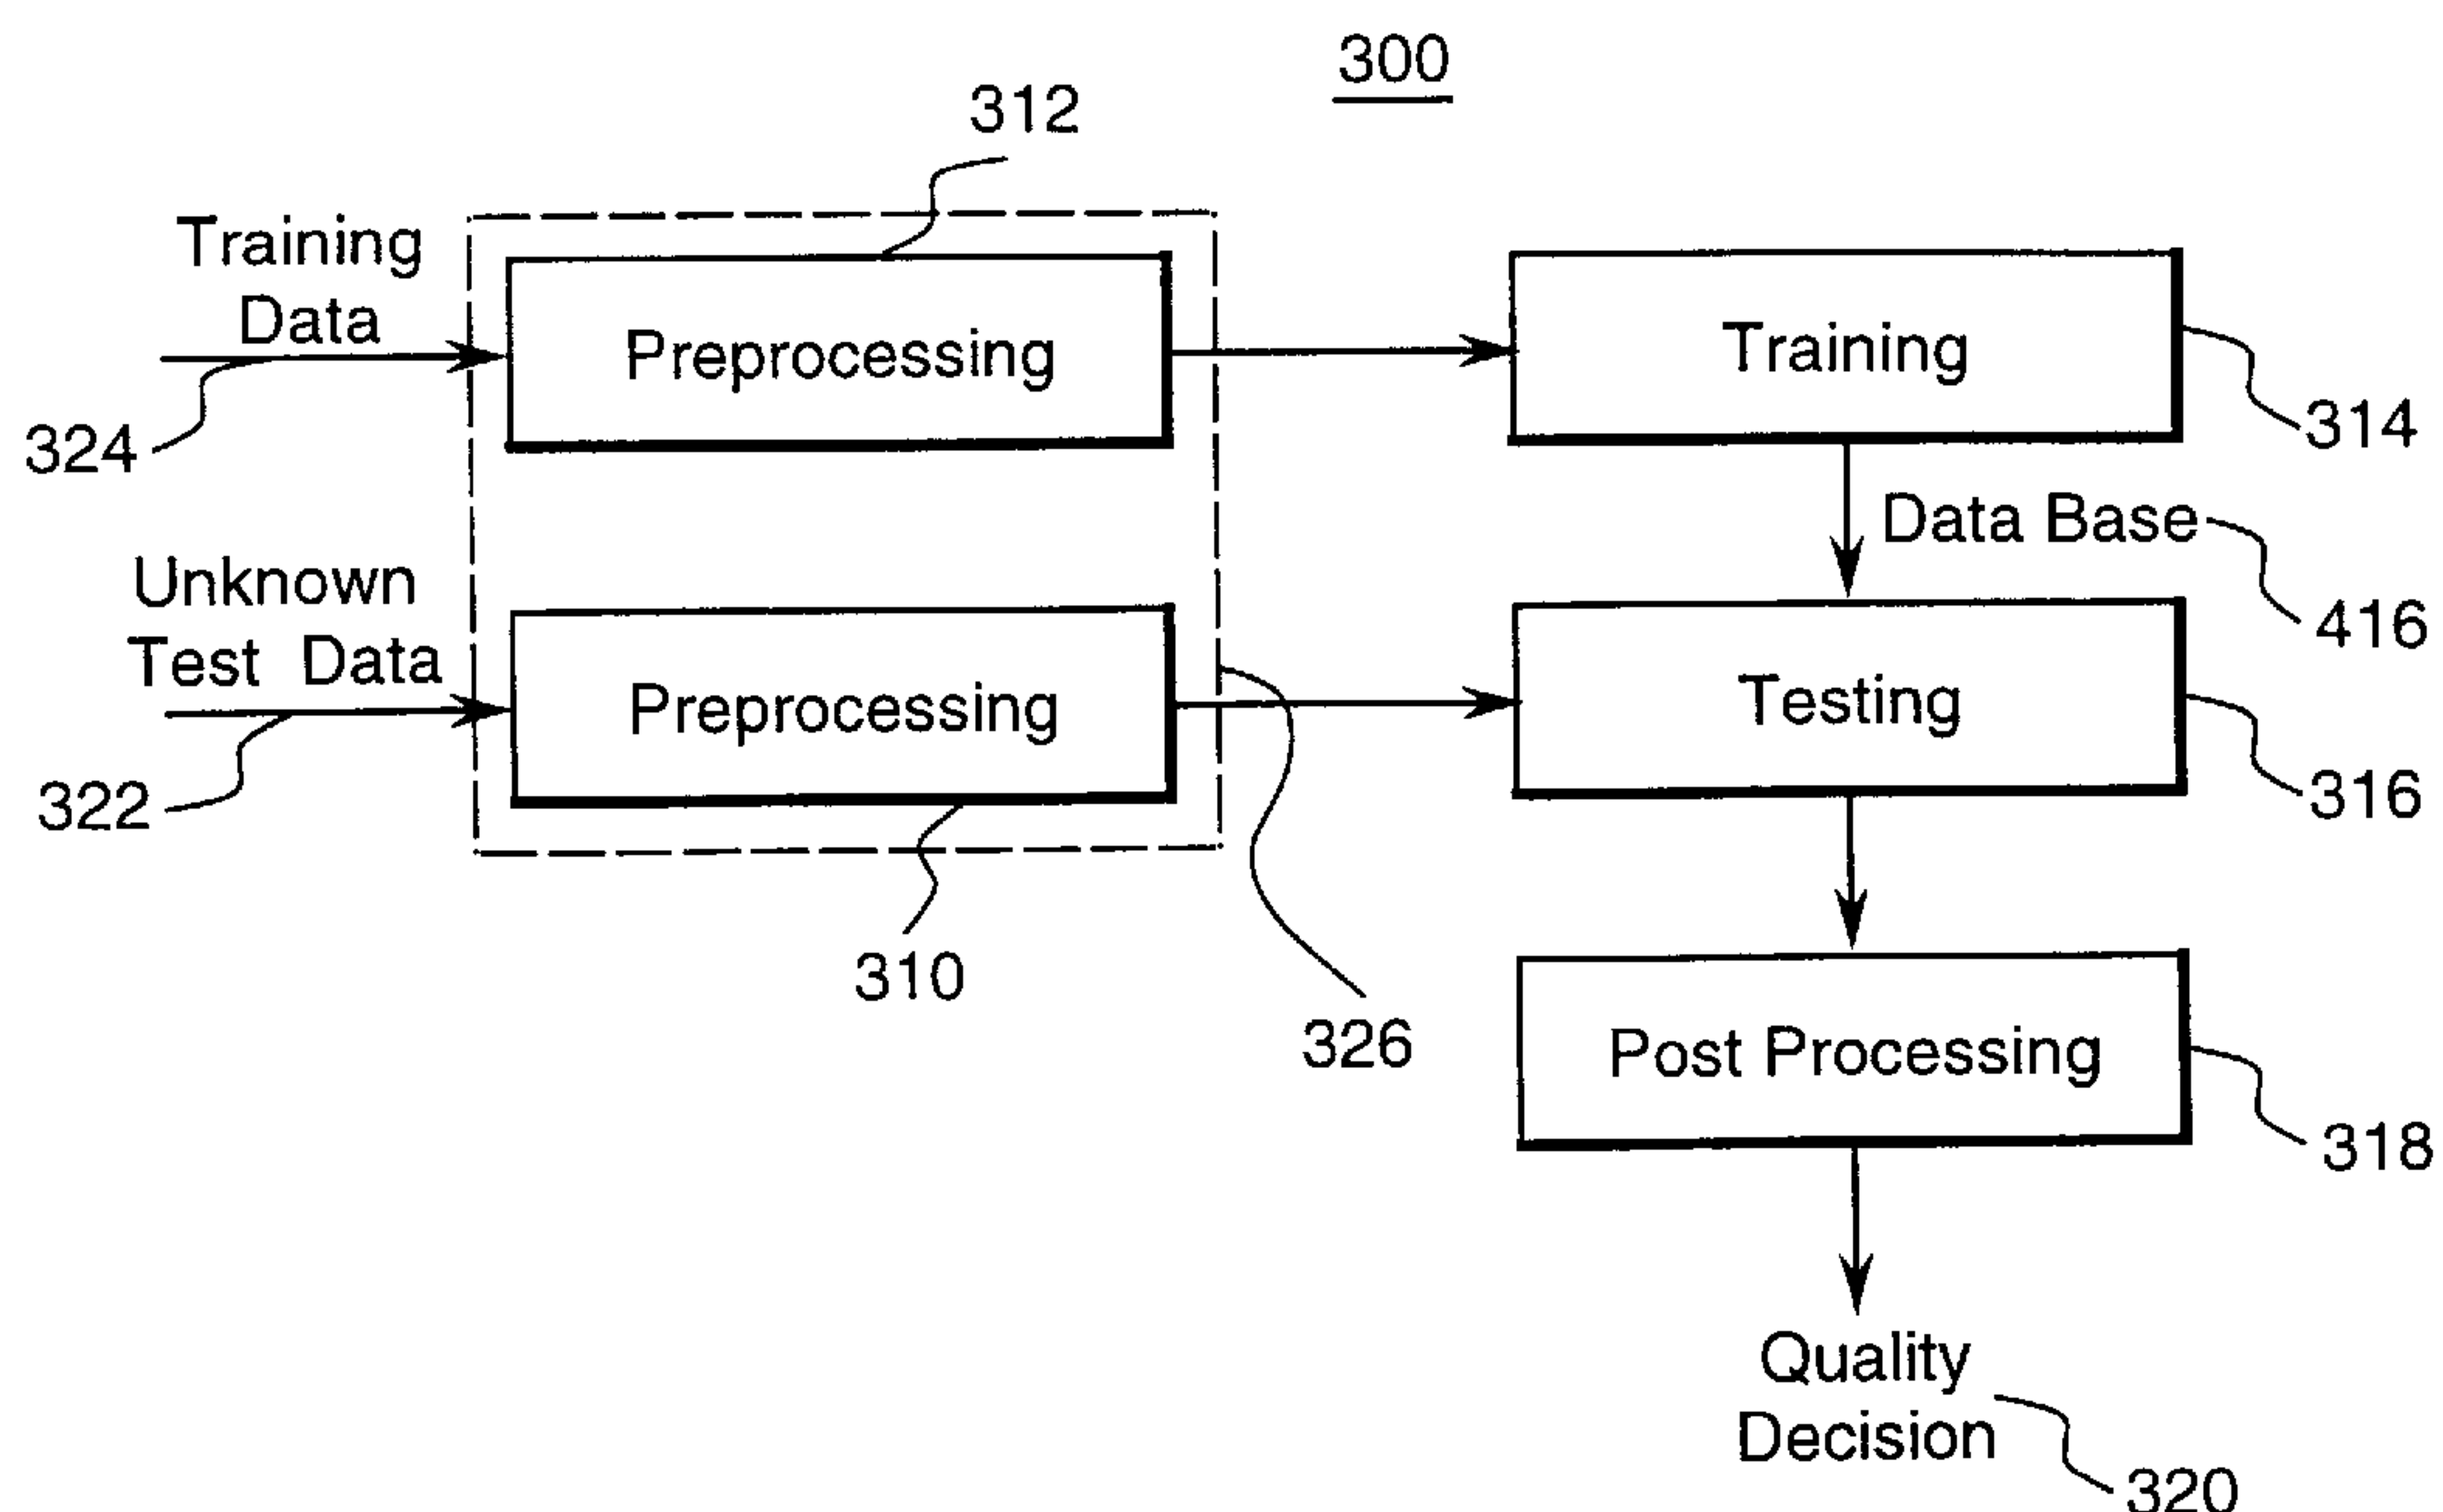 300
312
Training
Data
Preprocessing
Training
324
314
Data Base
Unknown
Test Data
416
Preprocessing
Testing
322
316
310
326
Post Processing
318
Quality
Decision
320